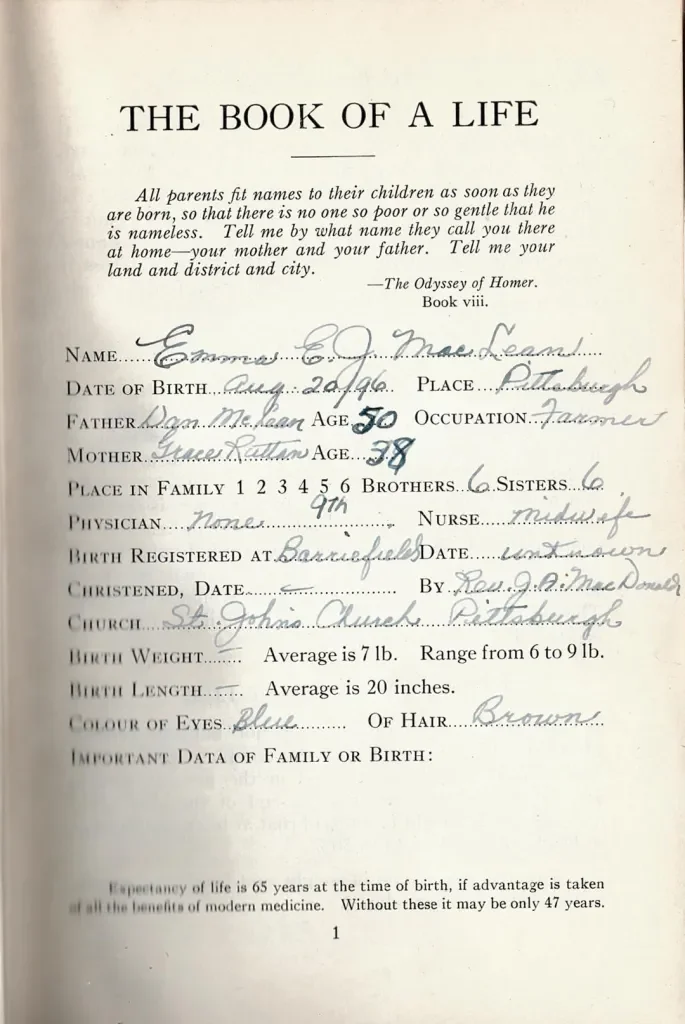 THE BOOK OF A LIFE
All parents fit names to their children as soon as they
are born, so that there is no one so poor or so gentle that he
is nameless. Tell me by what name they call you there
at home—your mother and your father. Tell me your
land and district and city.
—The Odyssey of Homer.
Book viii.
NAME......Emma E. J. MacLean......
DATE OF BIRTH...Aug. 20/96... PLACE...Pittsburgh
FATHER Dan McLean AGE 50 OCCUPATION...Farmer
MOTHER...Grace Rattan AGE....38
PLACE IN FAMILY 1 2 3 4 5 6 BROTHERS..6.. SISTERS..6..
9th
PHYSICIAN....none...... NURSE....midwife
BIRTH REGISTERED AT Barriefield DATE....unknown
CHRISTENED, DATE.....—............ BY Rev. J. A. MacDonald
CHURCH...St. John's Church Pittsburgh
BIRTH WEIGHT....—.. Average is 7 lb. Range from 6 to 9 lb.
BIRTH LENGTH..—.... Average is 20 inches.
COLOUR OF EYES Blue......... OF HAIR....Brown
IMPORTANT DATA OF FAMILY OR BIRTH:
Expectancy of life is 65 years at the time of birth, if advantage is taken
of all the benefits of modern medicine. Without these it may be only 47 years.
1